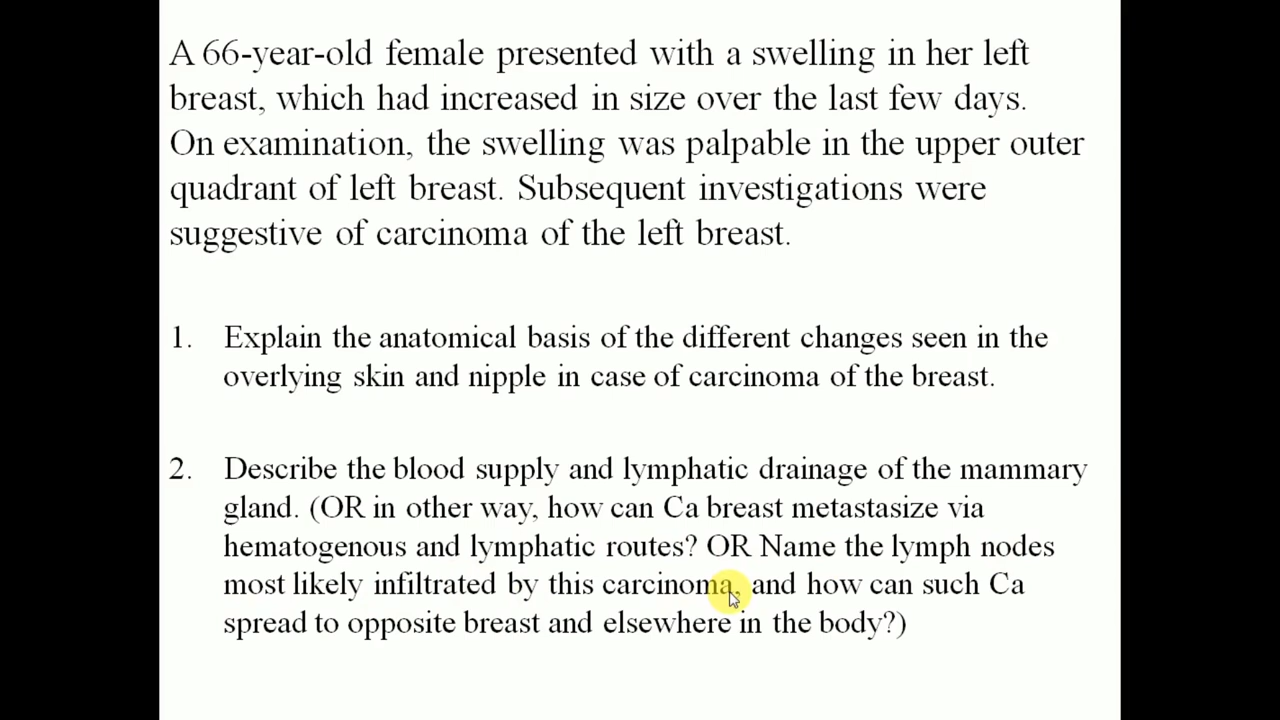 A 66-year-old female presented with a swelling in her left
breast, which had increased in size over the last few days.
On examination, the swelling was palpable in the upper outer
quadrant of left breast. Subsequent investigations were
suggestive of carcinoma of the left breast.
1. Explain the anatomical basis of the different changes seen in the
overlying skin and nipple in case of carcinoma of the breast.
2. Describe the blood supply and lymphatic drainage of the mammary
gland. (OR in other way, how can Ca breast metastasize via
hematogenous and lymphatic routes? OR Name the lymph nodes
most likely infiltrated by this carcinoma, and how can such Ca
spread to opposite breast and elsewhere in the body?)